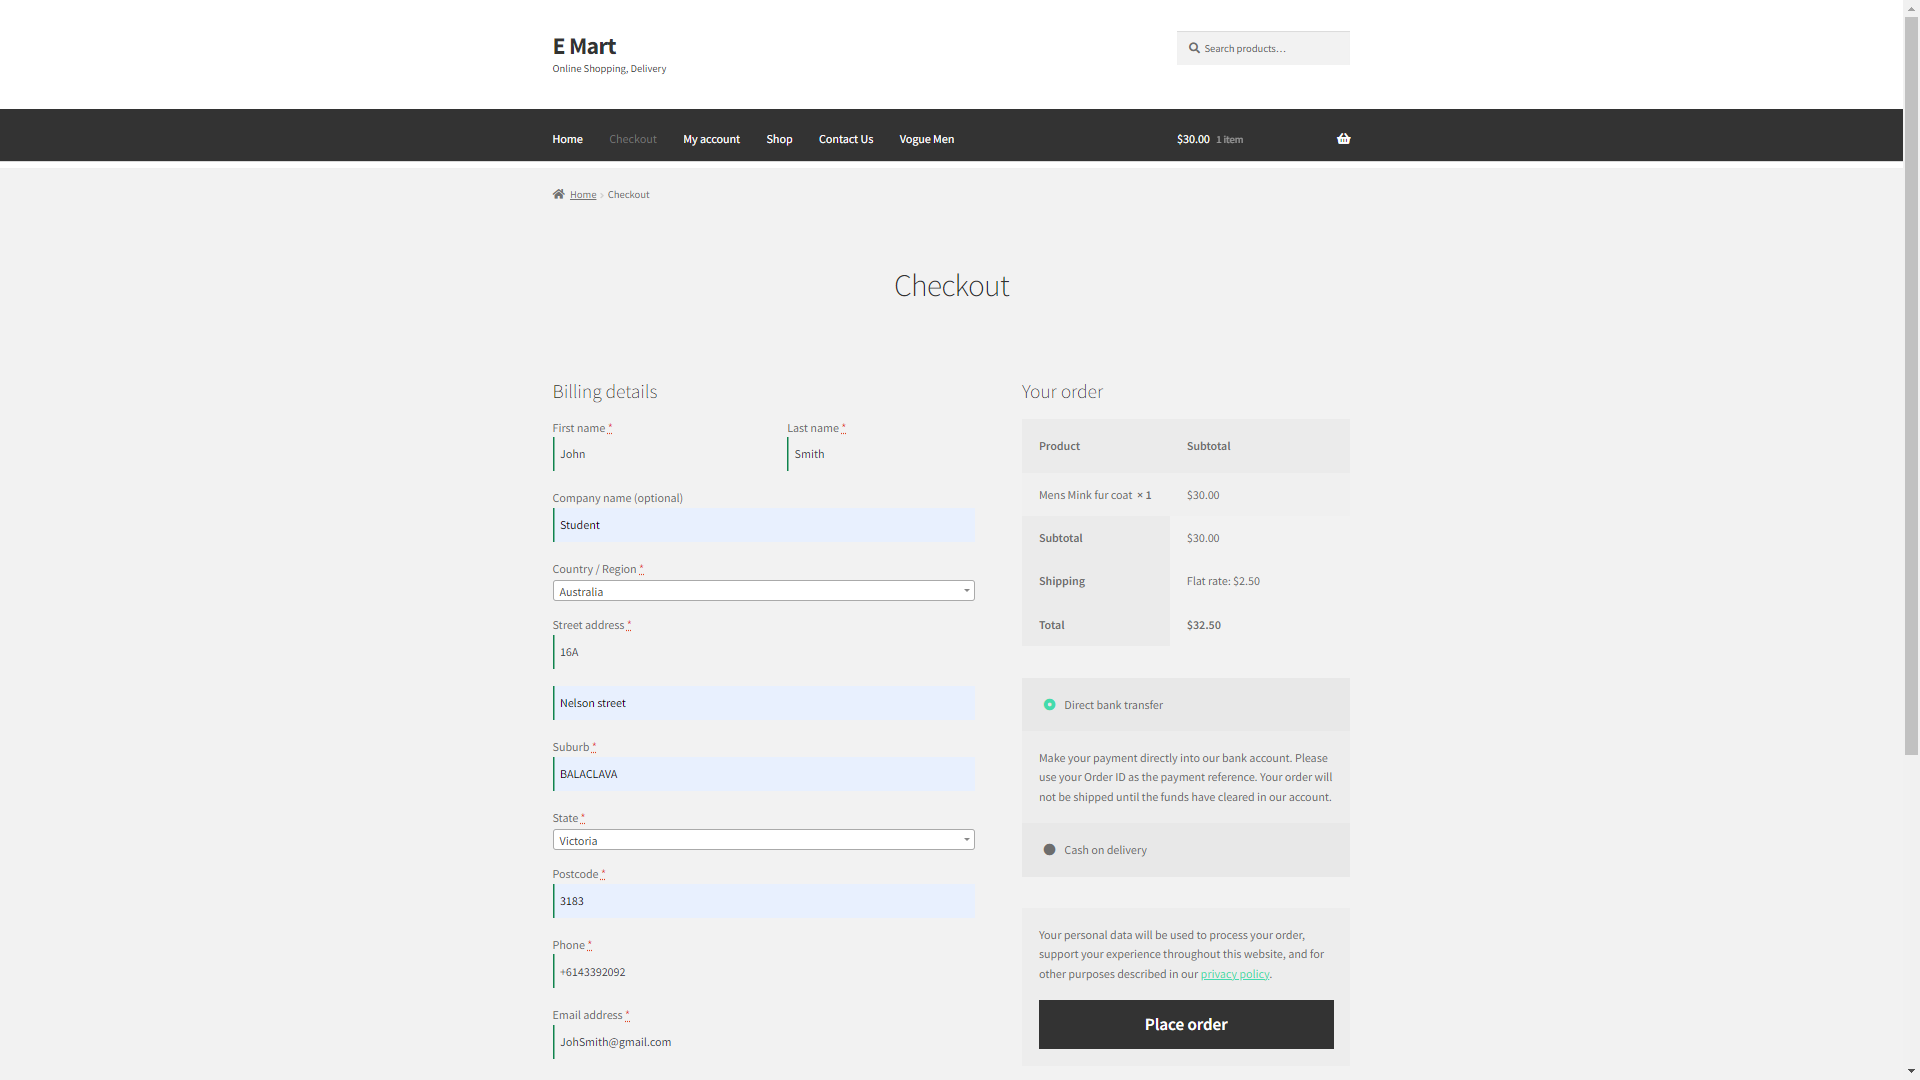 E Mart
Online Shopping, Delivery
Search products…
Home
Checkout
My account
Shop
Contact Us
Vogue Men
$30.00 1 item
Home › Checkout
Checkout
Billing details
First name *
John
Last name *
Smith
Company name (optional)
Student
Country / Region *
Australia
Street address *
16A
Nelson street
Suburb *
BALACLAVA
State *
Victoria
Postcode *
3183
Phone *
+6143392092
Email address *
JohSmith@gmail.com
Your order
Product Subtotal
Mens Mink fur coat × 1 $30.00
Subtotal $30.00
Shipping Flat rate: $2.50
Total $32.50
Direct bank transfer
Make your payment directly into our bank account. Please
use your Order ID as the payment reference. Your order will
not be shipped until the funds have cleared in our account.
Cash on delivery
Your personal data will be used to process your order,
support your experience throughout this website, and for
other purposes described in our privacy policy.
Place order